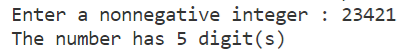 Enter a nonnegative integer : 23421
The number has 5 digit(s)